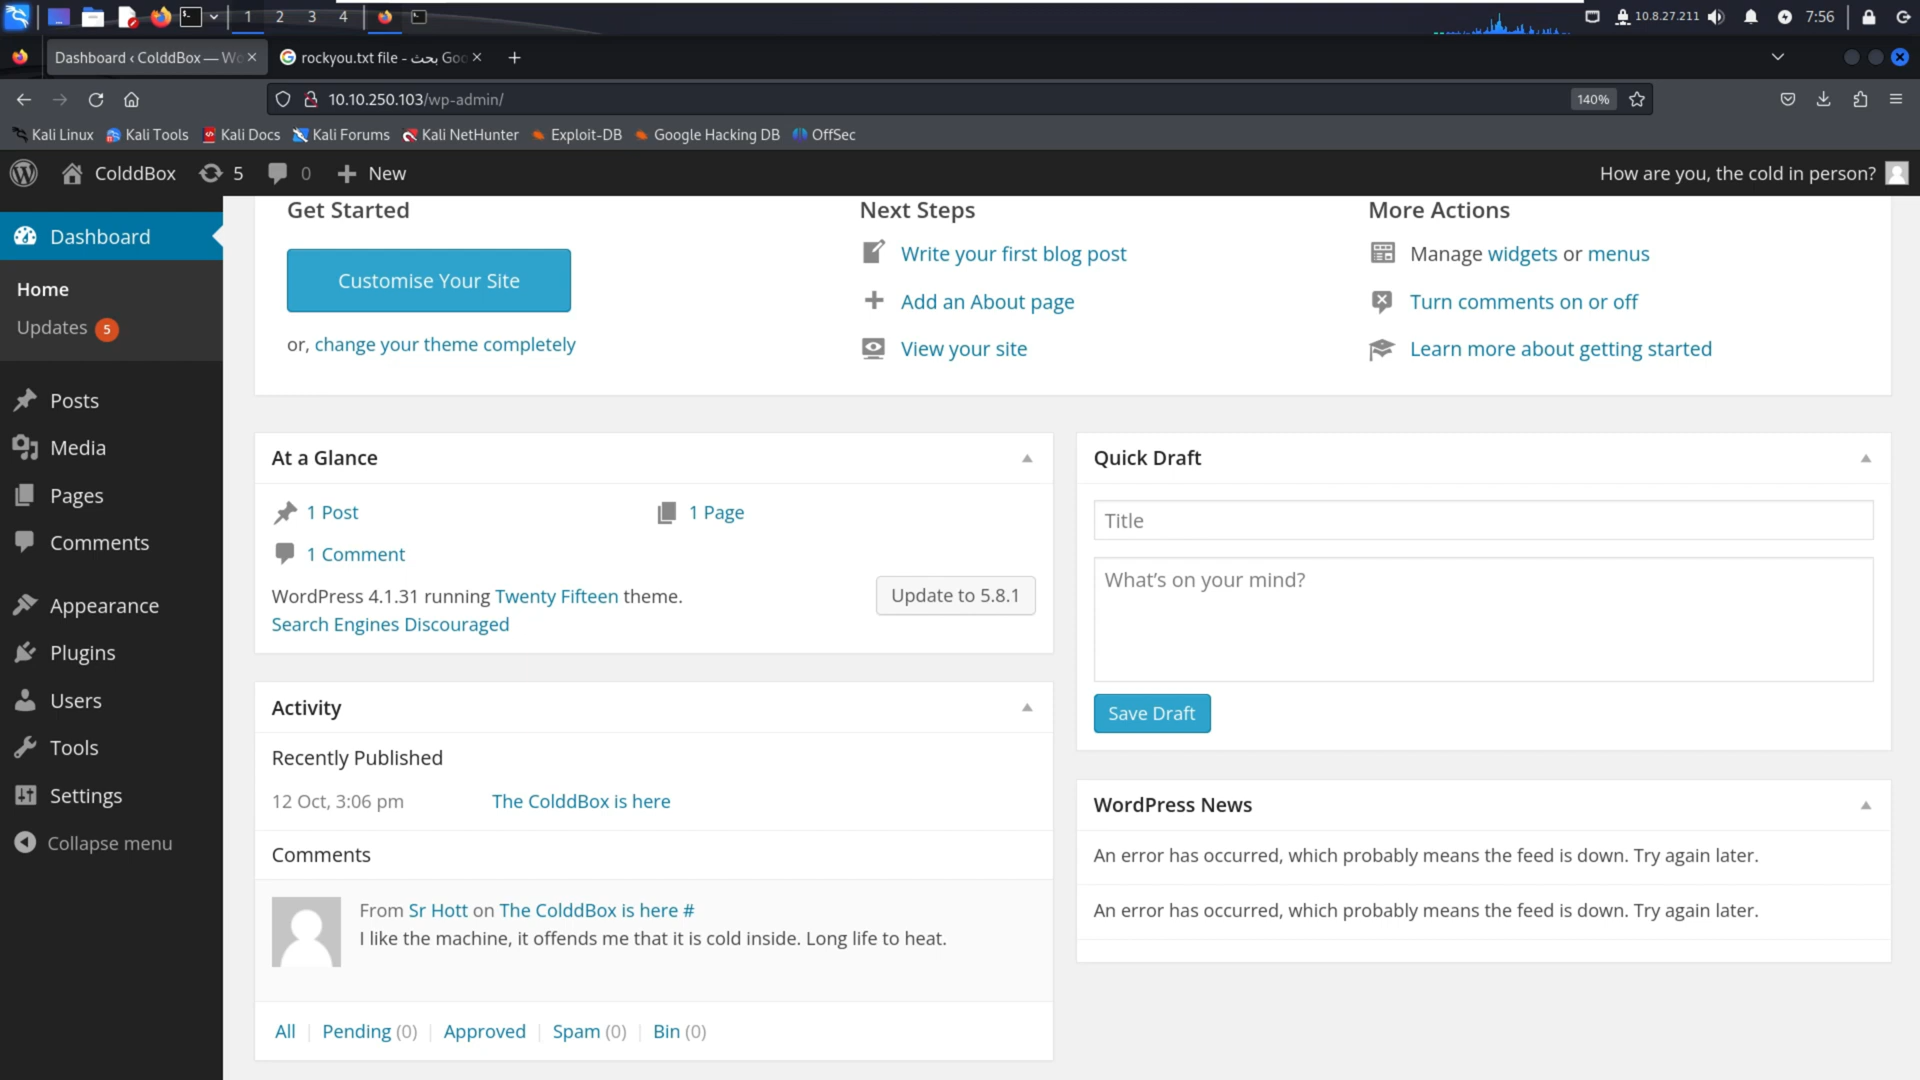 1 2 3 4
10.8.27.211 7:56
Dashboard ‹ ColddBox — Wo
rockyou.txt file - بحث Goo
10.10.250.103/wp-admin/
140%
Kali Linux Kali Tools Kali Docs Kali Forums Kali NetHunter Exploit-DB Google Hacking DB OffSec
ColddBox 5 0 New
How are you, the cold in person?
Dashboard
Home
Updates 5
Posts
Media
Pages
Comments
Appearance
Plugins
Users
Tools
Settings
Collapse menu
Get Started
Customise Your Site
or, change your theme completely
Next Steps
Write your first blog post
Add an About page
View your site
More Actions
Manage widgets or menus
Turn comments on or off
Learn more about getting started
At a Glance
1 Post
1 Page
1 Comment
WordPress 4.1.31 running Twenty Fifteen theme.
Update to 5.8.1
Search Engines Discouraged
Activity
Recently Published
12 Oct, 3:06 pm The ColddBox is here
Comments
From Sr Hott on The ColddBox is here #
I like the machine, it offends me that it is cold inside. Long life to heat.
All | Pending (0) | Approved | Spam (0) | Bin (0)
Quick Draft
Title
What's on your mind?
Save Draft
WordPress News
An error has occurred, which probably means the feed is down. Try again later.
An error has occurred, which probably means the feed is down. Try again later.